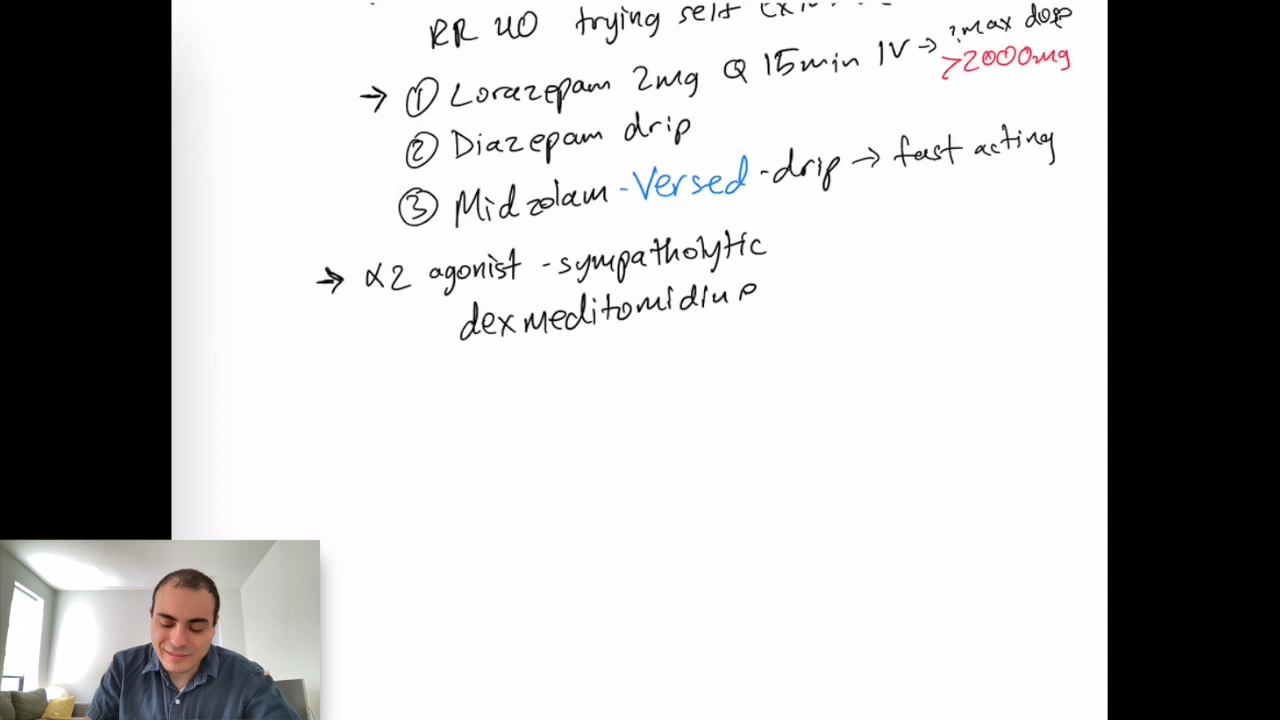 RR 40 trying self
→ ① Lorazepam 2mg Q 15min IV → ?max dose
>2000mg
② Diazepam drip
③ Midzolam - Versed - drip → fast acting
→ α2 agonist - sympatholytic
dexmeditomidine